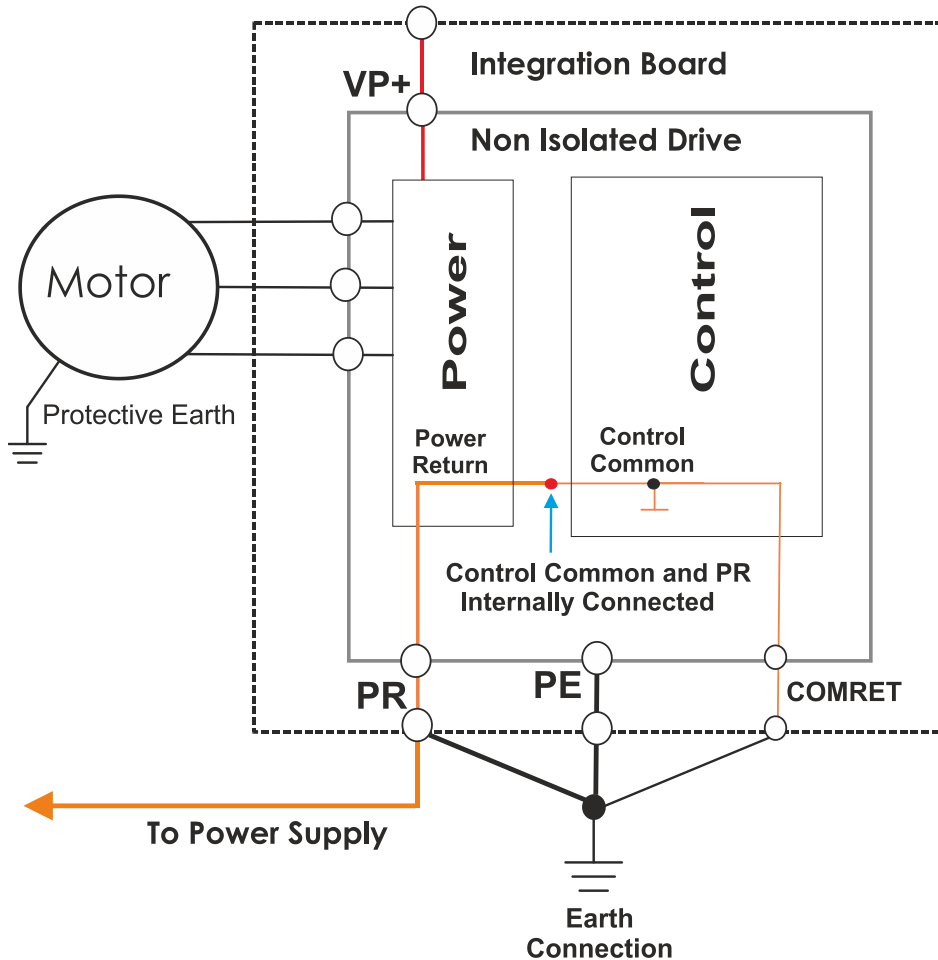 Integration Board
VP+
Non Isolated Drive
Motor
Power
Control
Protective Earth
Power
Return
Control
Common
Control Common and PR
Internally Connected
PR
PE
COMRET
To Power Supply
Earth
Connection